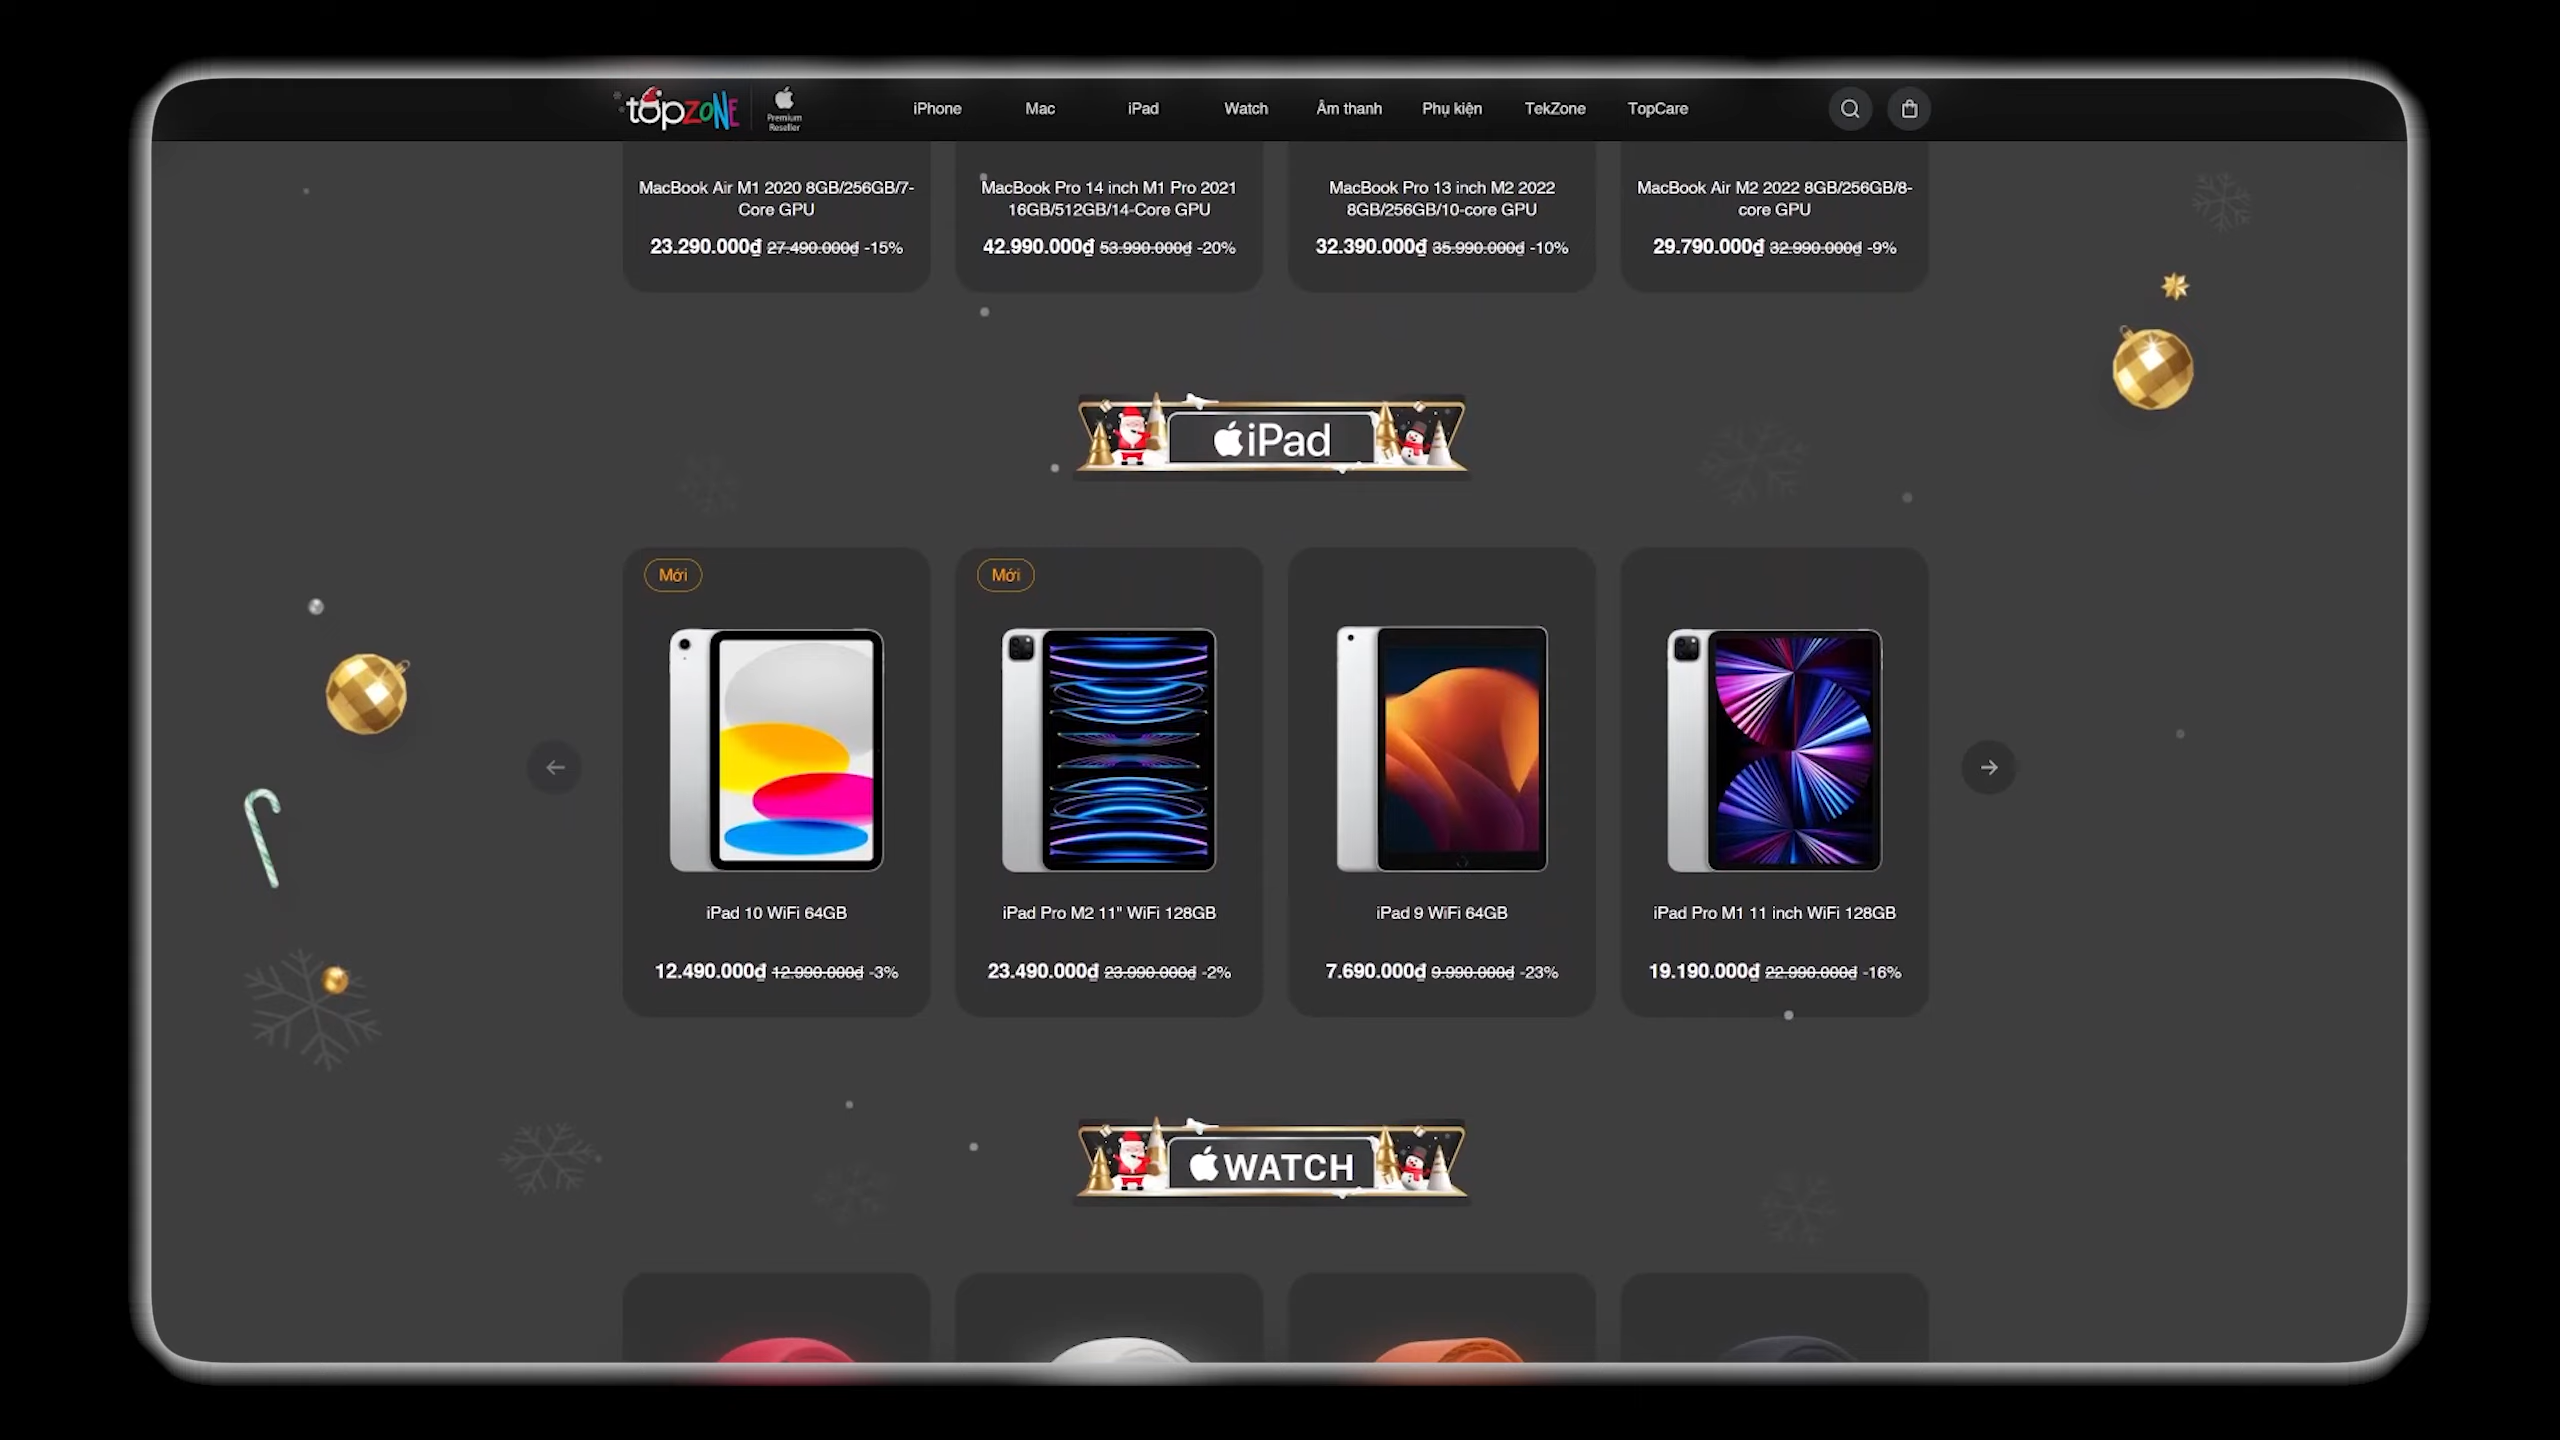 topzone
Premium
Reseller
iPhone
Mac
iPad
Watch
Âm thanh
Phụ kiện
TekZone
TopCare
MacBook Air M1 2020 8GB/256GB/7-
Core GPU
23.290.000₫ 27.490.000₫ -15%
MacBook Pro 14 inch M1 Pro 2021
16GB/512GB/14-Core GPU
42.990.000₫ 53.990.000₫ -20%
MacBook Pro 13 inch M2 2022
8GB/256GB/10-core GPU
32.390.000₫ 35.990.000₫ -10%
MacBook Air M2 2022 8GB/256GB/8-
core GPU
29.790.000₫ 32.990.000₫ -9%
iPad
Mới
iPad 10 WiFi 64GB
12.490.000₫ 12.990.000₫ -3%
Mới
iPad Pro M2 11" WiFi 128GB
23.490.000₫ 23.990.000₫ -2%
iPad 9 WiFi 64GB
7.690.000₫ 9.990.000₫ -23%
iPad Pro M1 11 inch WiFi 128GB
19.190.000₫ 22.990.000₫ -16%
WATCH